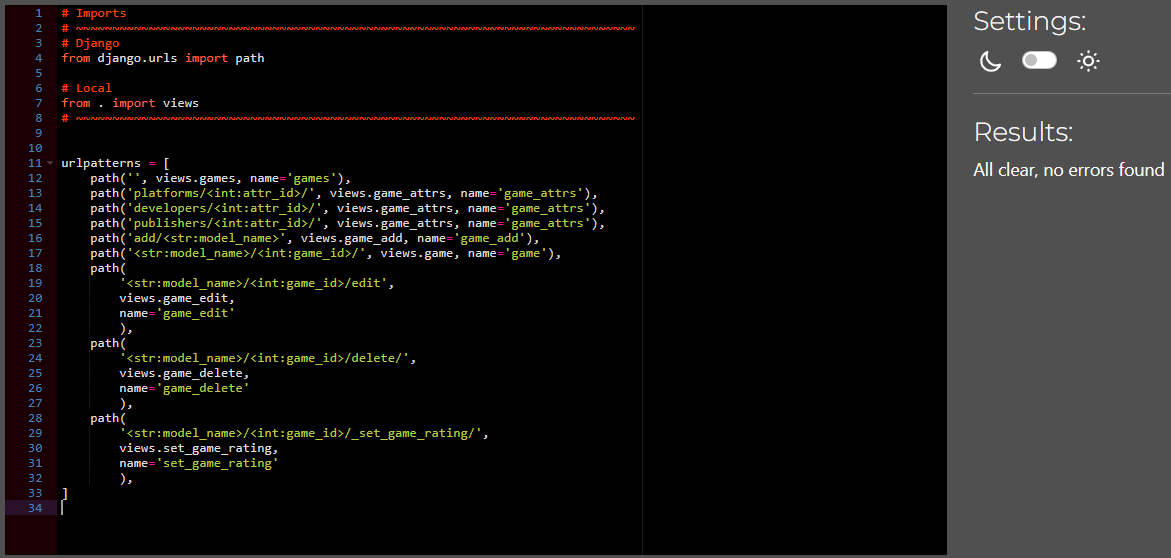 1 # Imports
2 # ~~~~~~~~~~~~~~~~~~~~~~~~~~~~~~~~~~~~~~~~~~~~~~~~~~~~~~~~~~~~~~~~~~~~~~~~~~~~~
3 # Django
4 from django.urls import path
5
6 # Local
7 from . import views
8 # ~~~~~~~~~~~~~~~~~~~~~~~~~~~~~~~~~~~~~~~~~~~~~~~~~~~~~~~~~~~~~~~~~~~~~~~~~~~~~
9
10
11 urlpatterns = [
12     path('', views.games, name='games'),
13     path('platforms/<int:attr_id>/', views.game_attrs, name='game_attrs'),
14     path('developers/<int:attr_id>/', views.game_attrs, name='game_attrs'),
15     path('publishers/<int:attr_id>/', views.game_attrs, name='game_attrs'),
16     path('add/<str:model_name>', views.game_add, name='game_add'),
17     path('<str:model_name>/<int:game_id>/', views.game, name='game'),
18     path(
19         '<str:model_name>/<int:game_id>/edit',
20         views.game_edit,
21         name='game_edit'
22         ),
23     path(
24         '<str:model_name>/<int:game_id>/delete/',
25         views.game_delete,
26         name='game_delete'
27         ),
28     path(
29         '<str:model_name>/<int:game_id>/_set_game_rating/',
30         views.set_game_rating,
31         name='set_game_rating'
32         ),
33 ]
34
Settings:
Results:
All clear, no errors found